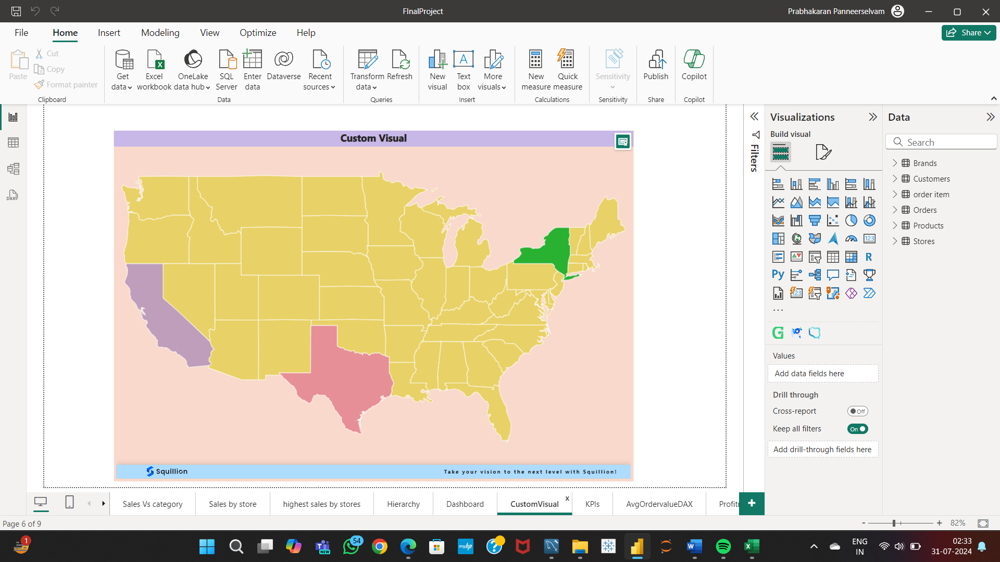 FInalProject
Prabhakaran Panneerselvam
File Home Insert Modeling View Optimize Help
Share
Paste
Cut
Copy
Format painter
Clipboard
Get data
Excel workbook
OneLake data hub
SQL Server
Enter data
Dataverse
Recent sources
Data
Transform data
Refresh
Queries
New visual
A
Text box
More visuals
Insert
New measure
Quick measure
Calculations
Sensitivity
Sensitivity
Publish
Share
Copilot
Copilot
DAX
Custom Visual
Squillion
Take your vision to the next level with Squillion!
Filters
Visualizations
Build visual
123
R
Py
123
...
G
Values
Add data fields here
Drill through
Cross-report
Off
Keep all filters
On
Add drill-through fields here
Data
Search
Brands
Customers
order item
Orders
Products
Stores
Sales Vs category
Sales by store
highest sales by stores
Hierarchy
Dashboard
CustomVisual
x
KPIs
AvgOrdervalueDAX
+
Page 6 of 9
- + 82%
1
NEW
54
myhp
?
W
X
ENG
IN
02:33
31-07-2024